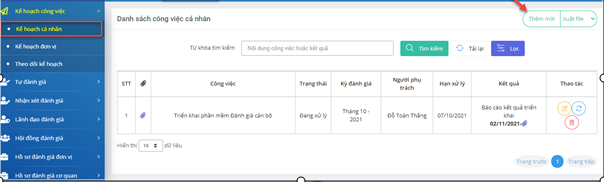 Kế hoạch công việc
Kế hoạch cá nhân
Kế hoạch đơn vị
Theo dõi kế hoạch
Tự đánh giá
Nhận xét đánh giá
Lãnh đạo đánh giá
Hội đồng đánh giá
Hồ sơ đánh giá đơn vị
Hồ sơ đánh giá cơ quan
Danh sách công việc cá nhân
Thêm mới Xuất file
Từ khóa tìm kiếm Nội dung công việc hoặc kết quả Tìm kiếm Tải lại Lọc
STT Công việc Trạng thái Kỳ đánh giá Người phụ trách Hạn xử lý Kết quả Thao tác
1 Triển khai phần mềm Đánh giá cán bộ Đang xử lý Tháng 10 - 2021 Đỗ Toàn Thắng 07/10/2021 Báo cáo kết quả triển khai 02/11/2021
Hiển thị 10 dữ liệu
Trang trước 1 Trang tiếp